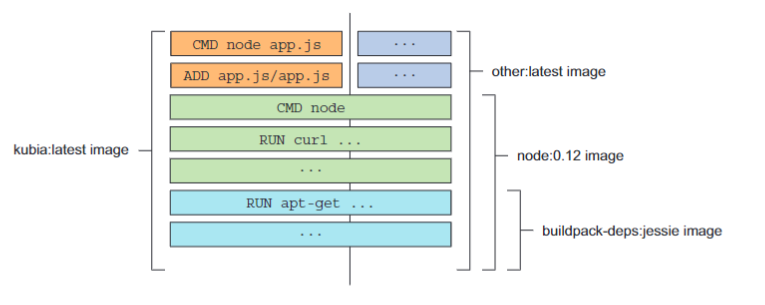 CMD node app.js
...
ADD app.js/app.js
...
other:latest image
CMD node
kubia:latest image
RUN curl ...
node:0.12 image
...
RUN apt-get ...
...
buildpack-deps:jessie image